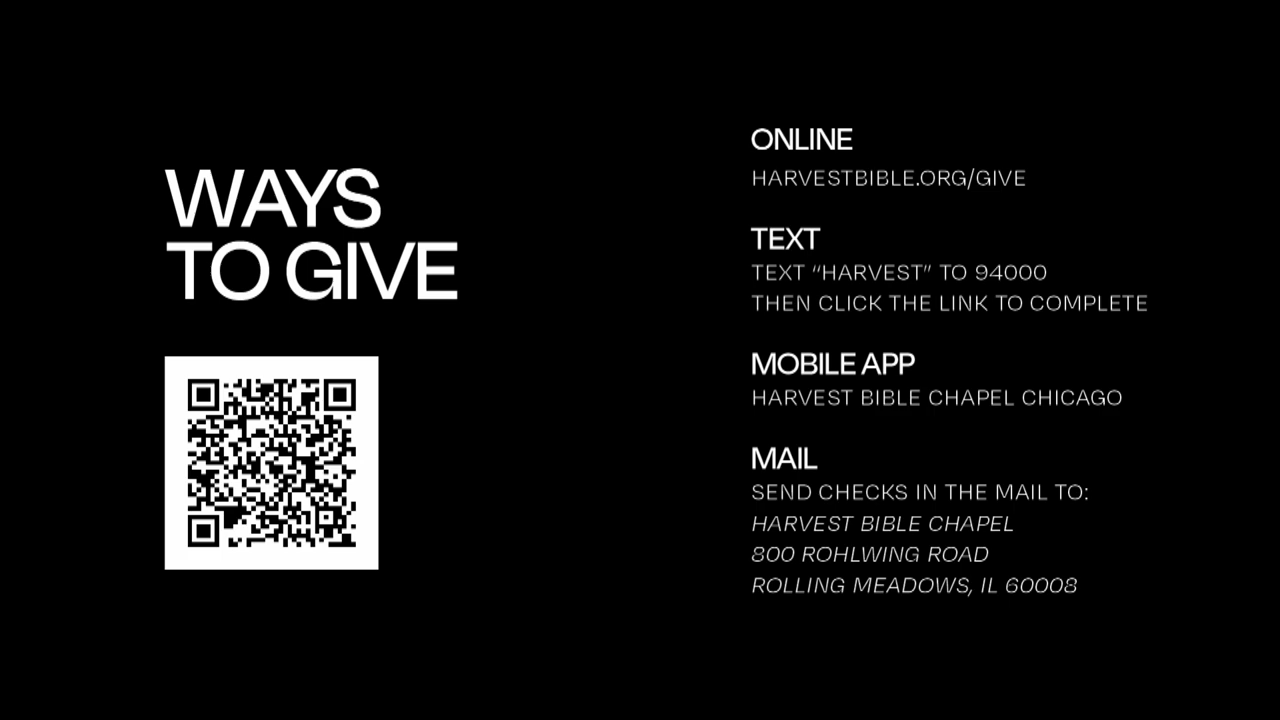 WAYS
TO GIVE
ONLINE
HARVESTBIBLE.ORG/GIVE
TEXT
TEXT “HARVEST” TO 94000
THEN CLICK THE LINK TO COMPLETE
MOBILE APP
HARVEST BIBLE CHAPEL CHICAGO
MAIL
SEND CHECKS IN THE MAIL TO:
HARVEST BIBLE CHAPEL
800 ROHLWING ROAD
ROLLING MEADOWS, IL 60008